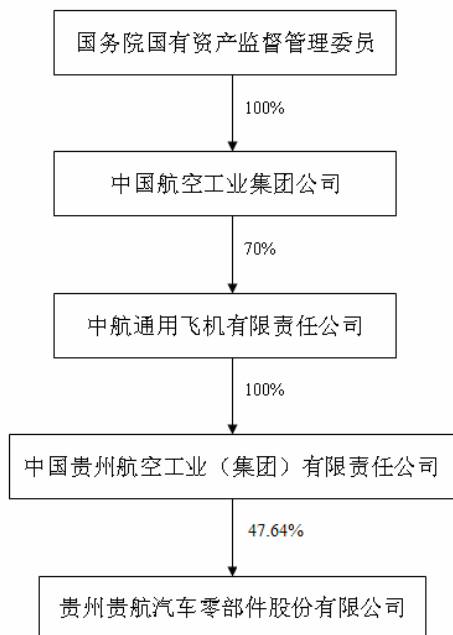 国务院国有资产监督管理委员
100%
中国航空工业集团公司
70%
中航通用飞机有限责任公司
100%
中国贵州航空工业（集团）有限责任公司
47.64%
贵州贵航汽车零部件股份有限公司